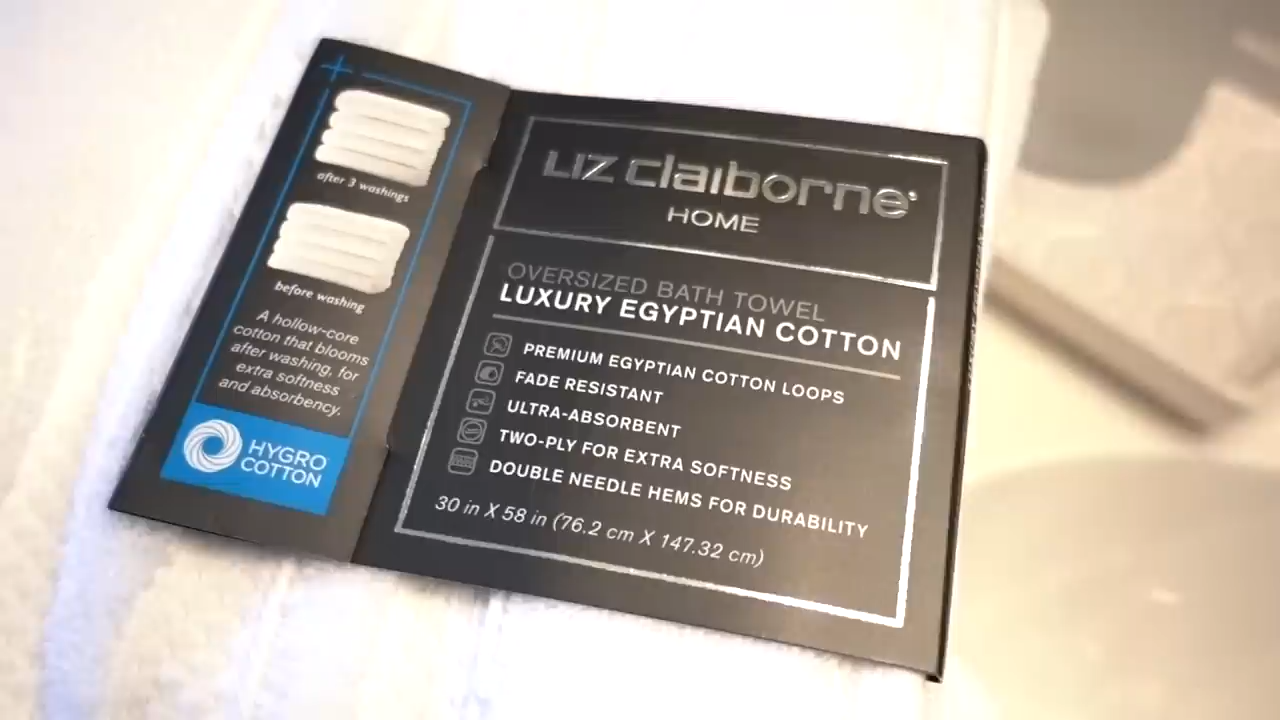 after 3 washings
before washing
A hollow-core
cotton that blooms
after washing, for
extra softness
and absorbency.
HYGRO
COTTON
LIZ claiborne
HOME
OVERSIZED BATH TOWEL
LUXURY EGYPTIAN COTTON
PREMIUM EGYPTIAN COTTON LOOPS
FADE RESISTANT
ULTRA-ABSORBENT
TWO-PLY FOR EXTRA SOFTNESS
DOUBLE NEEDLE HEMS FOR DURABILITY
30 in X 58 in (76.2 cm X 147.32 cm)